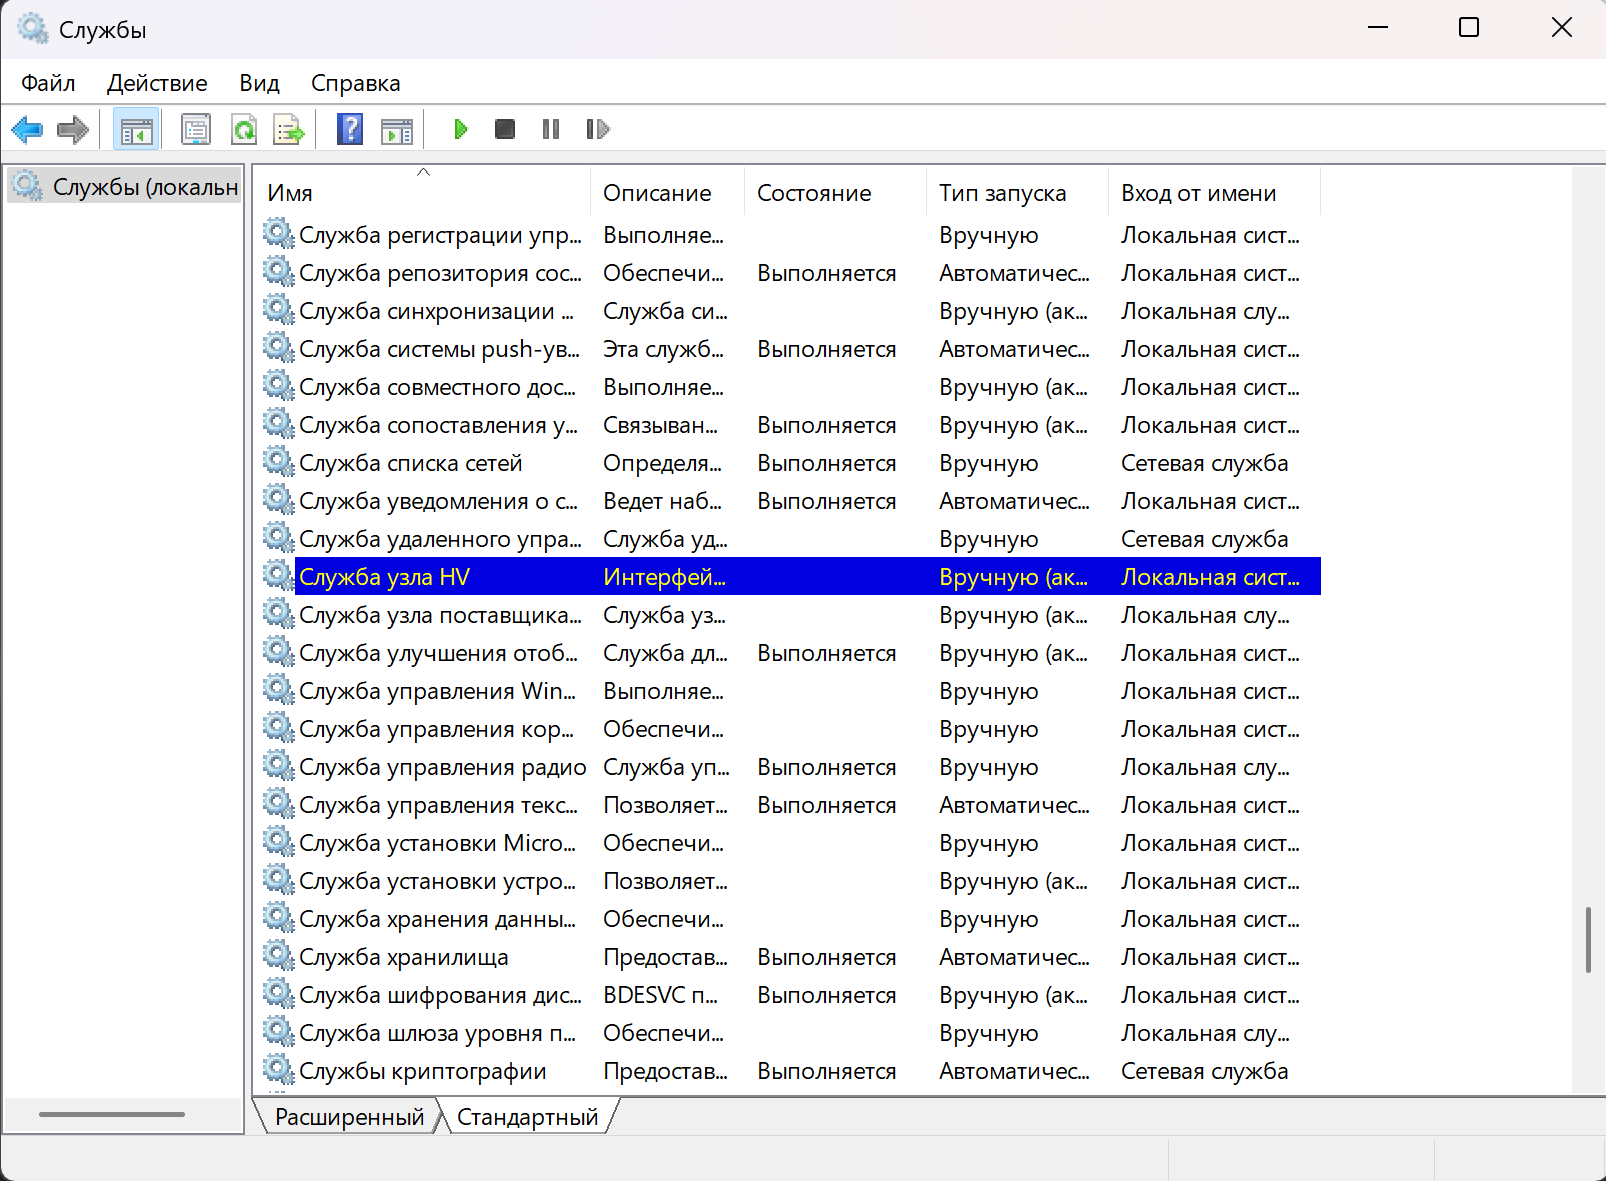 Службы
Файл Действие Вид Справка
Службы (локальн
Имя Описание Состояние Тип запуска Вход от имени
Служба регистрации упр... Выполняе... Вручную Локальная сист...
Служба репозитория сос... Обеспечи... Выполняется Автоматичес... Локальная сист...
Служба синхронизации ... Служба си... Вручную (ак... Локальная слу...
Служба системы push-ув... Эта служб... Выполняется Автоматичес... Локальная сист...
Служба совместного дос... Выполняе... Вручную (ак... Локальная сист...
Служба сопоставления у... Связыван... Выполняется Вручную (ак... Локальная сист...
Служба списка сетей Определя... Выполняется Вручную Сетевая служба
Служба уведомления о с... Ведет наб... Выполняется Автоматичес... Локальная сист...
Служба удаленного упра... Служба уд... Вручную Сетевая служба
Служба узла HV Интерфей... Вручную (ак... Локальная сист...
Служба узла поставщика... Служба уз... Вручную (ак... Локальная слу...
Служба улучшения отоб... Служба дл... Выполняется Вручную (ак... Локальная сист...
Служба управления Win... Выполняе... Вручную Локальная сист...
Служба управления кор... Обеспечи... Вручную Локальная сист...
Служба управления радио Служба уп... Выполняется Вручную Локальная слу...
Служба управления текс... Позволяет... Выполняется Автоматичес... Локальная сист...
Служба установки Micro... Обеспечи... Вручную Локальная сист...
Служба установки устро... Позволяет... Вручную (ак... Локальная сист...
Служба хранения данны... Обеспечи... Вручную Локальная сист...
Служба хранилища Предостав... Выполняется Автоматичес... Локальная сист...
Служба шифрования дис... BDESVC п... Выполняется Вручную (ак... Локальная сист...
Служба шлюза уровня п... Обеспечи... Вручную Локальная слу...
Службы криптографии Предостав... Выполняется Автоматичес... Сетевая служба
Расширенный Стандартный